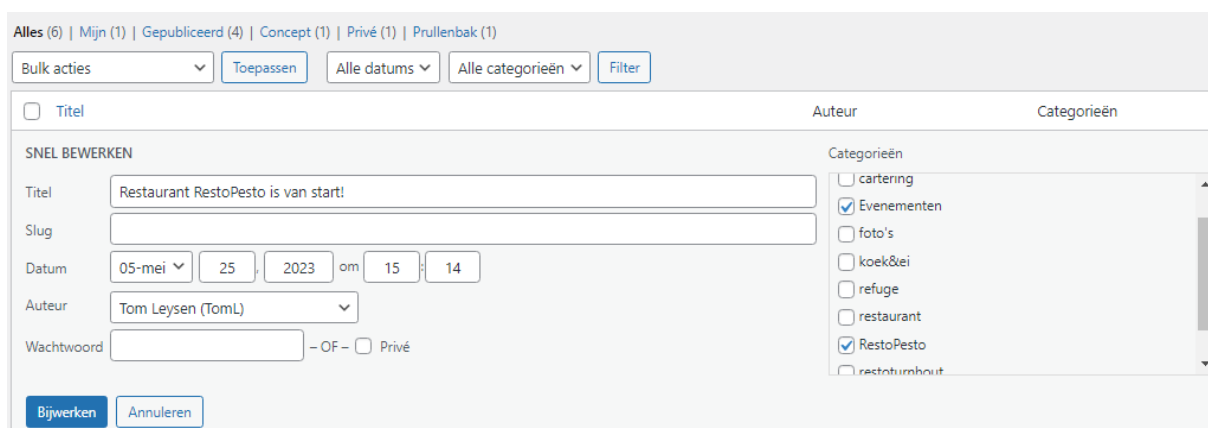 Alles (6) | Mijn (1) | Gepubliceerd (4) | Concept (1) | Privé (1) | Prullenbak (1)
Bulk acties Toepassen Alle datums Alle categorieën Filter
Titel Auteur Categorieën
SNEL BEWERKEN Categorieën
Titel Restaurant RestoPesto is van start!
Slug
Datum 05-mei 25 , 2023 om 15 : 14
Auteur Tom Leysen (TomL)
Wachtwoord – OF – Privé
cartering
Evenementen
foto's
koek&ei
refuge
restaurant
RestoPesto
restoturnhout
Bijwerken Annuleren